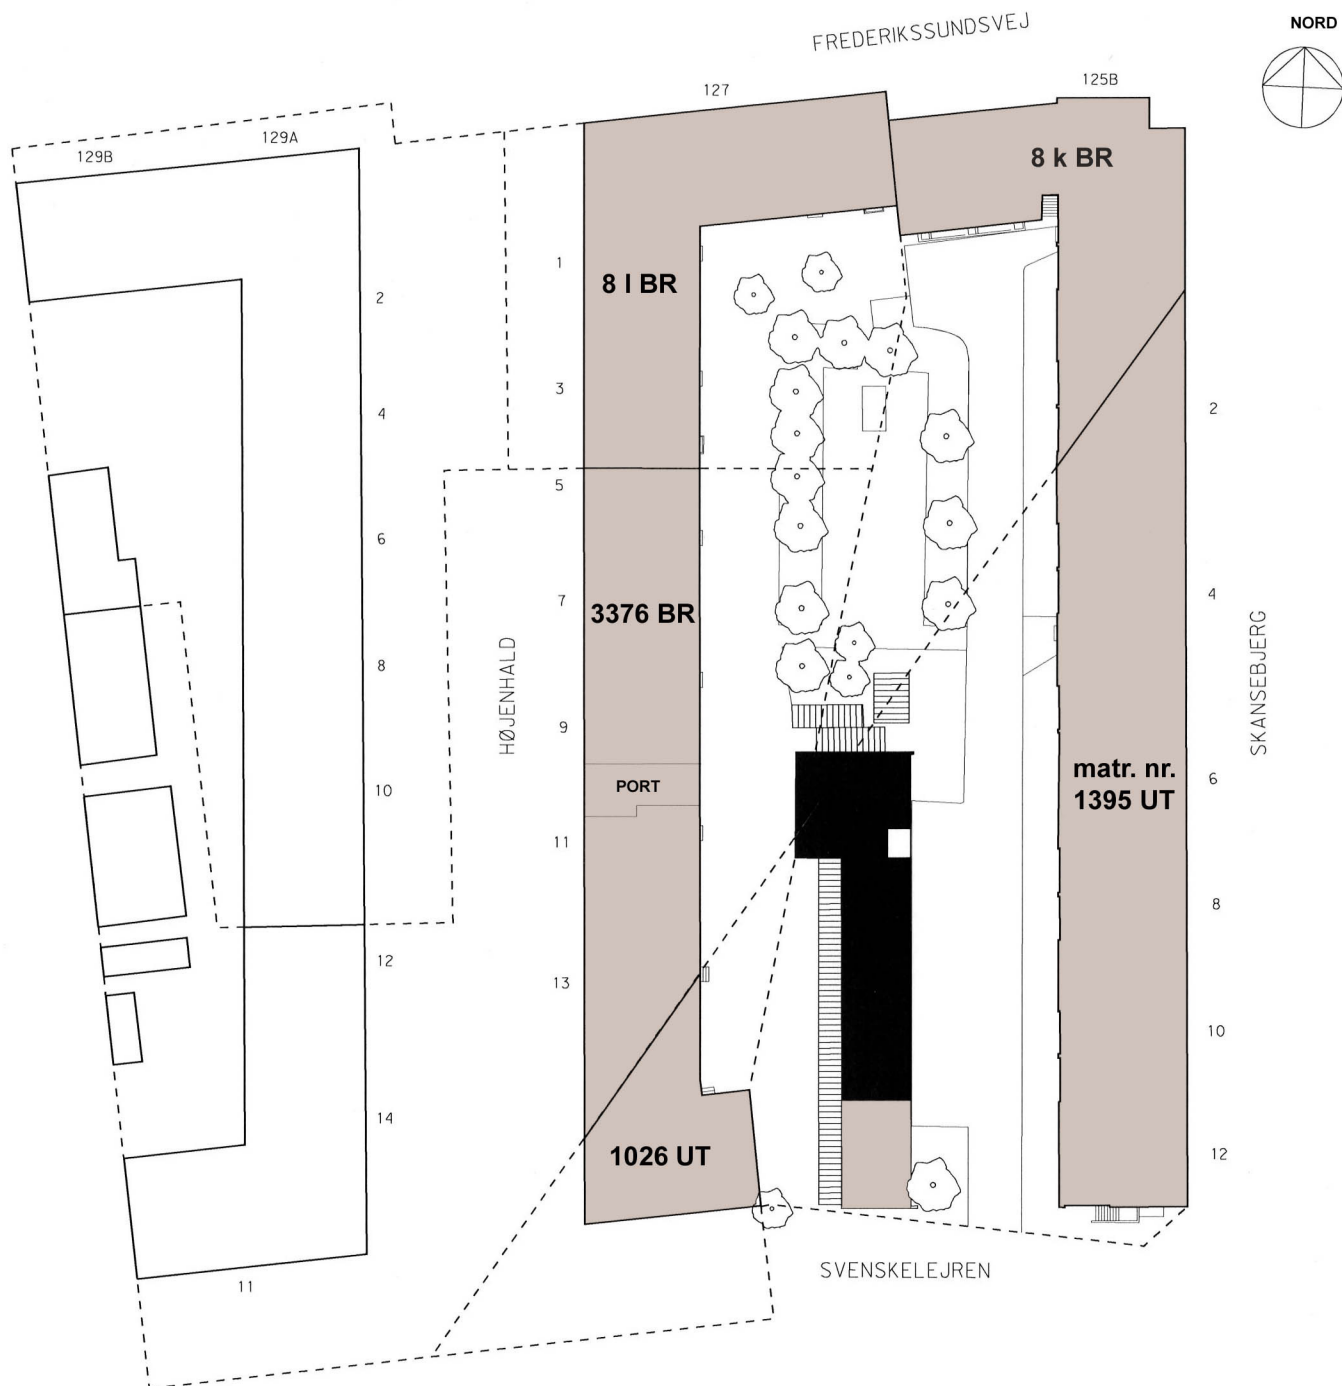 FREDERIKSSUNDSVEJ
NORD
127
125B
129B
129A
8 k BR
1
8 l BR
2
3
2
4
5
6
7
3376 BR
4
HØJENHALD
SKANSEBJERG
8
9
PORT
matr. nr.
1395 UT
6
10
11
8
12
13
10
14
1026 UT
12
SVENSKELEJREN
11